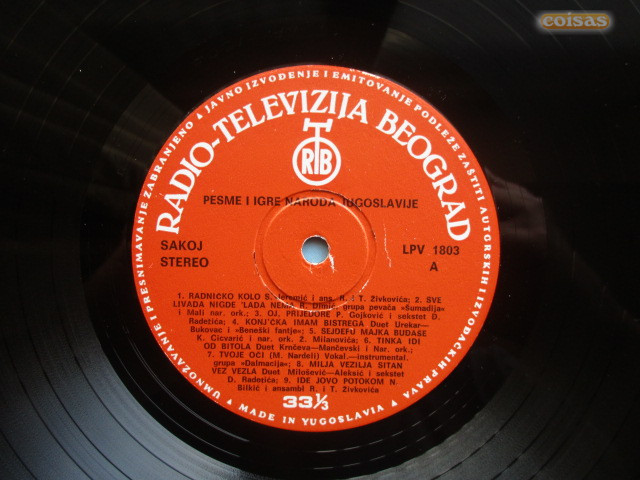 coisas
▲ JAVNO IZVOĐENJE I EMITOVANJE PODLEŽE ZAŠTITI AUTORSKIH I IZVOĐAČKIH PRAVA
UMNOŽAVANJE I PRESNIMAVANJE ZABRANJENO
RADIO-TELEVIZIJA BEOGRAD
RTB
PESME I IGRE NARODA JUGOSLAVIJE
SAKOJ
STEREO
LPV 1803
A
1. RADNIČKO KOLO S. Jeremić i ans. R. i T. Živkovića; 2. SVE
LIVADA NIGDE 'LADA NEMA R. Dimić, grupa pevača »Šumadija«
i Mali nar. ork.; 3. OJ, PRIJEDORE P. Gojković i sekstet D.
Radetića; 4. KONJ'ČKA IMAM BISTREGA Duet Urekar—
Bukovac i »Beneški fantje«; 5. SEJDEFU MAJKA BUĐAŠE
K. Cicvarić i nar. ork. Ž. Milanovića; 6. TINKA IDI
OD BITOLA Duet Krnčeva—Mančevski i Nar. ork.;
7. TVOJE OČI (M. Nardeli) Vokal.—instrumental.
grupa »Dalmacija«; 8. MILJA VEZILJA SITAN
VEZ VEZLA Duet Milošević—Aleksić i sekstet
D. Radetića; 9. IDE JOVO POTOKOM N.
Bilkić i ansambl R. i T. Živkovića
33⅓
▲ MADE IN YUGOSLAVIA ▲